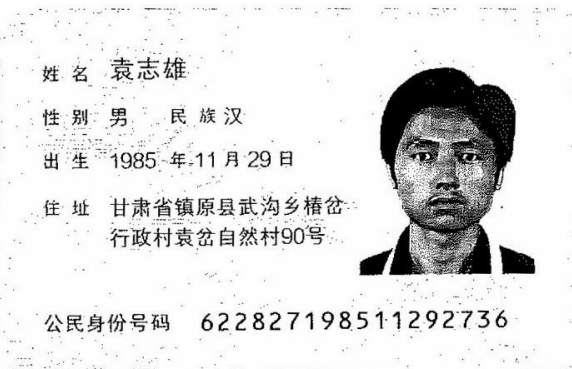 姓名 袁志雄
性别 男 民族 汉
出生 1985 年 11 月 29 日
住址 甘肃省镇原县武沟乡椿岔
行政村袁岔自然村90号
公民身份号码 622827198511292736